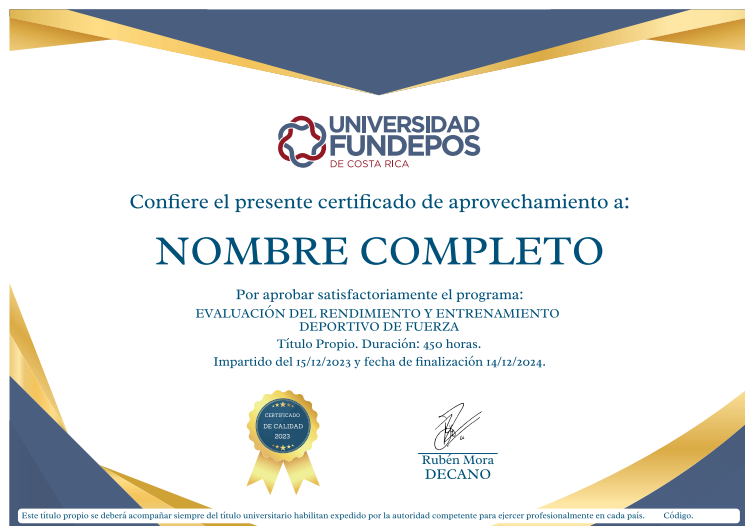 UNIVERSIDAD
FUNDEPOS
DE COSTA RICA
Confiere el presente certificado de aprovechamiento a:
NOMBRE COMPLETO
Por aprobar satisfactoriamente el programa:
EVALUACIÓN DEL RENDIMIENTO Y ENTRENAMIENTO
DEPORTIVO DE FUERZA
Título Propio. Duración: 450 horas.
Impartido del 15/12/2023 y fecha de finalización 14/12/2024.
CERTIFICADO
DE CALIDAD
2023
Rubén Mora
DECANO
Este titulo propio se deberá acompañar siempre del título universitario habilitan expedido por la autoridad competente para ejercer profesionalmente en cada país. Código.